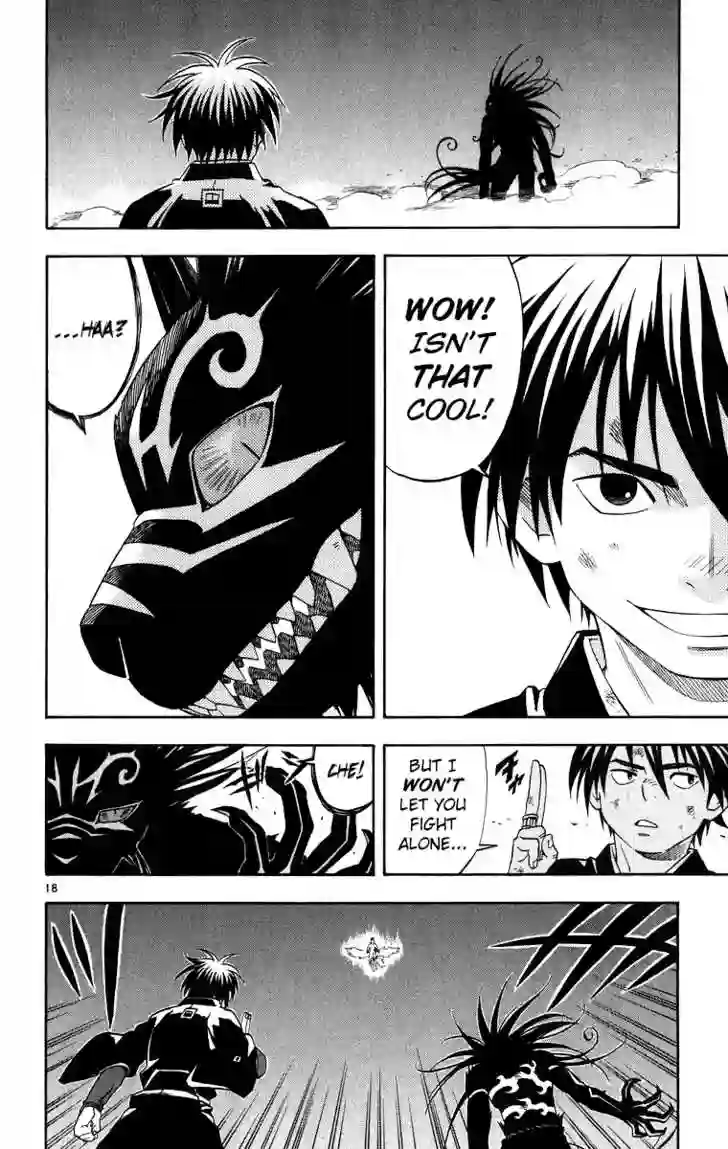 WOW!
ISN'T
THAT
COOL!
...HAA?
BUT I
WON'T
LET YOU
FIGHT
ALONE...
CHE!
18